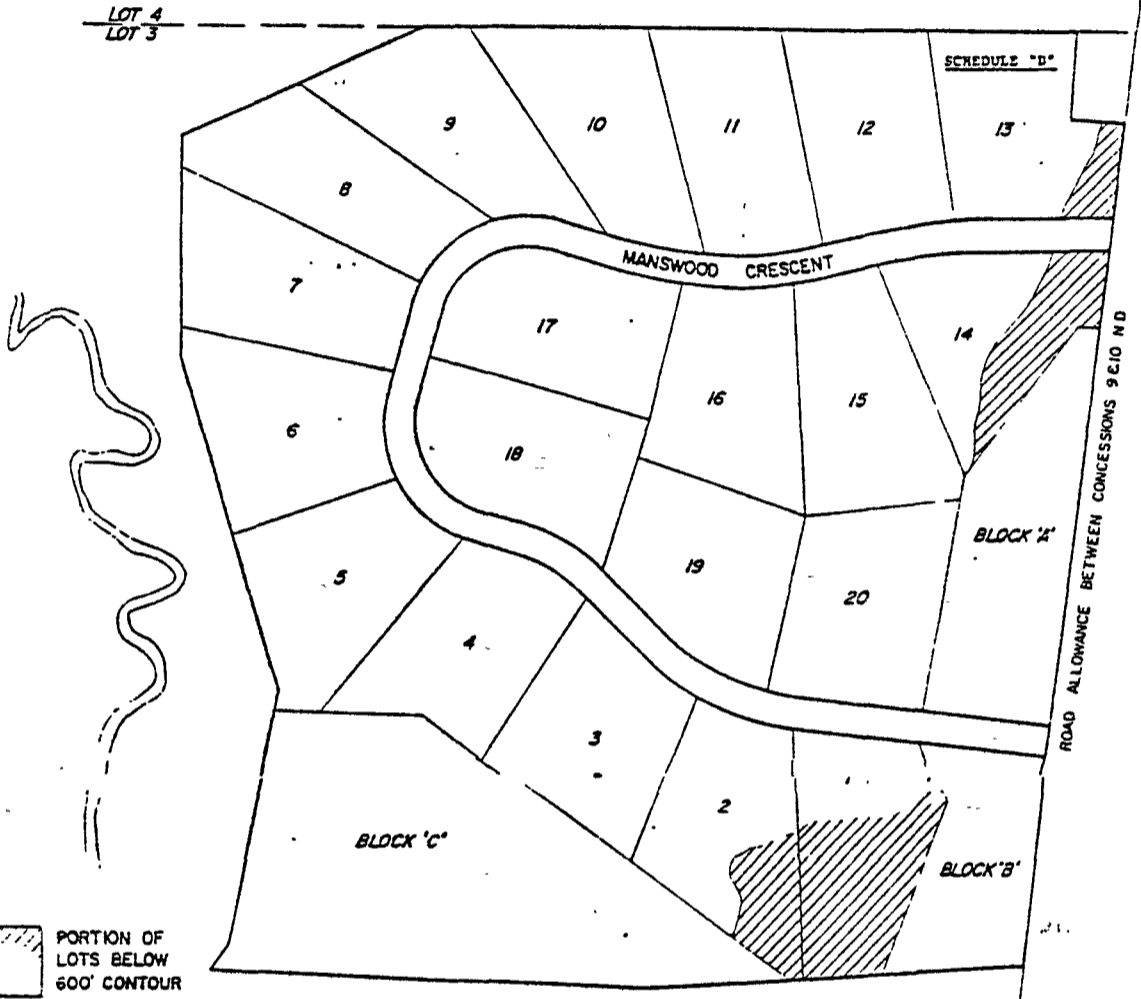 LOT 4
LOT 3
SCHEDULE "B"
9
10
11
12
13
8
MANSWOOD CRESCENT
7
17
14
16
15
6
18
BLOCK 'A'
5
19
20
4
3
2
1
BLOCK 'C'
BLOCK 'B'
ROAD ALLOWANCE BETWEEN CONCESSIONS 9 & 10 N D
PORTION OF
LOTS BELOW
600' CONTOUR